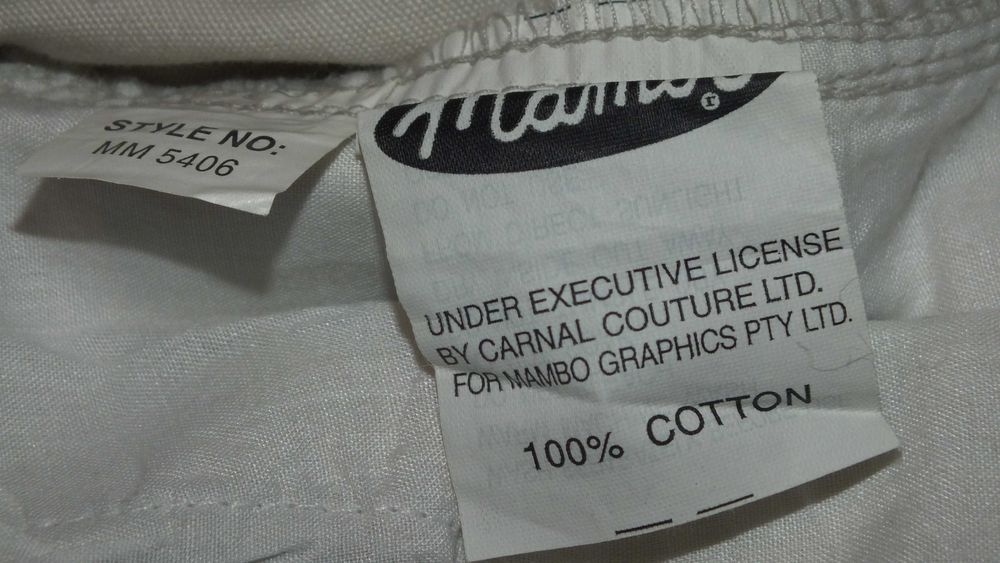 STYLE NO:
MM 5406
Mambo
r
UNDER EXECUTIVE LICENSE
BY CARNAL COUTURE LTD.
FOR MAMBO GRAPHICS PTY LTD.
100% COTTON